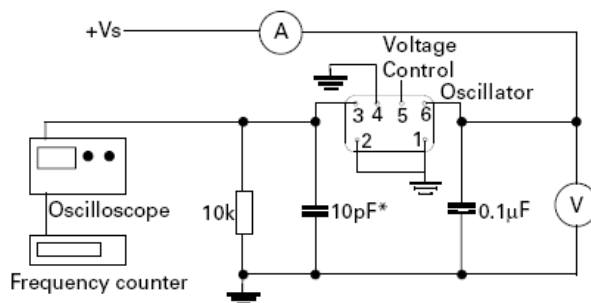 +Vs
A
Voltage
Control
Oscillator
3 4 5 6
2 1
Oscilloscope
10k
10pF*
0.1µF
V
Frequency counter